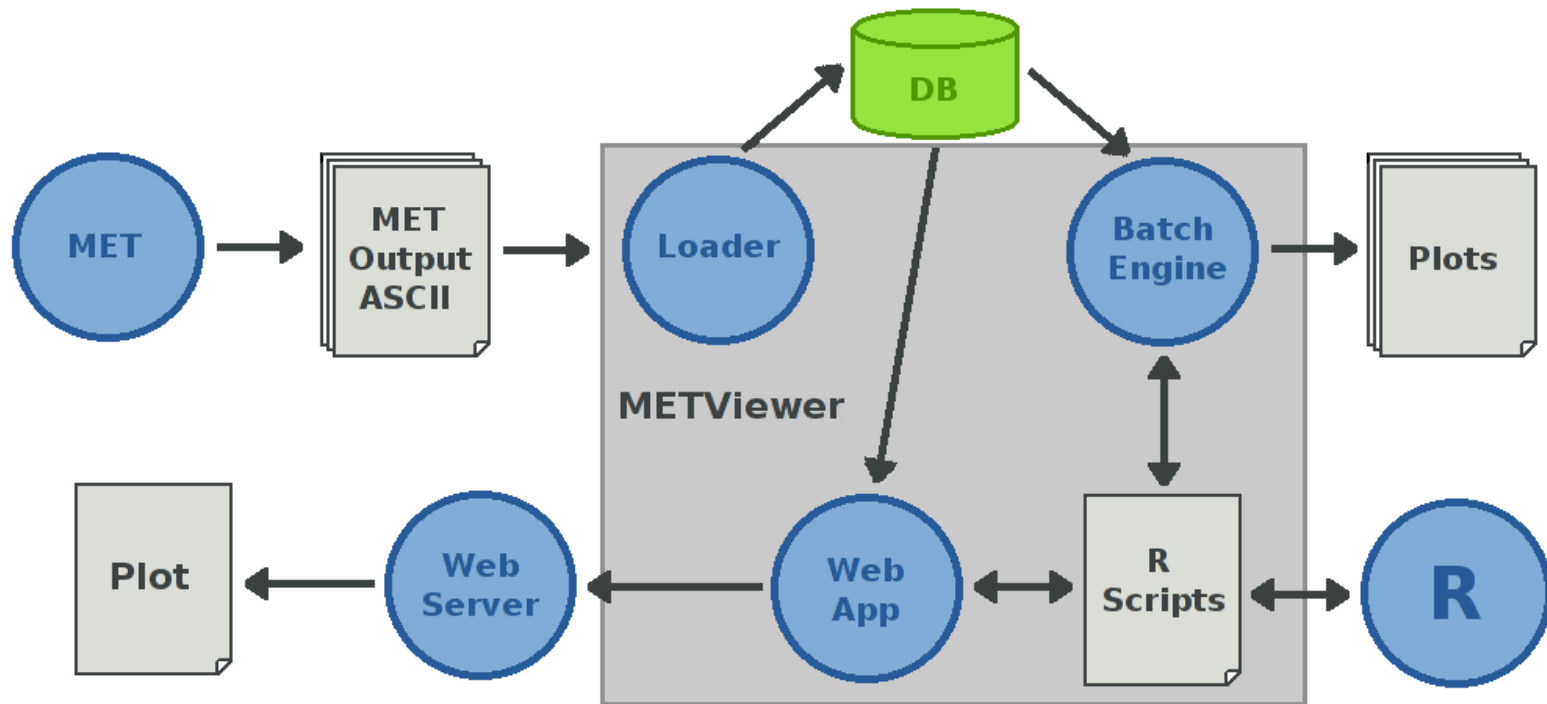 DB
MET
MET
Output
ASCII
Loader
Batch
Engine
Plots
METViewer
Plot
Web
Server
Web
App
R
Scripts
R